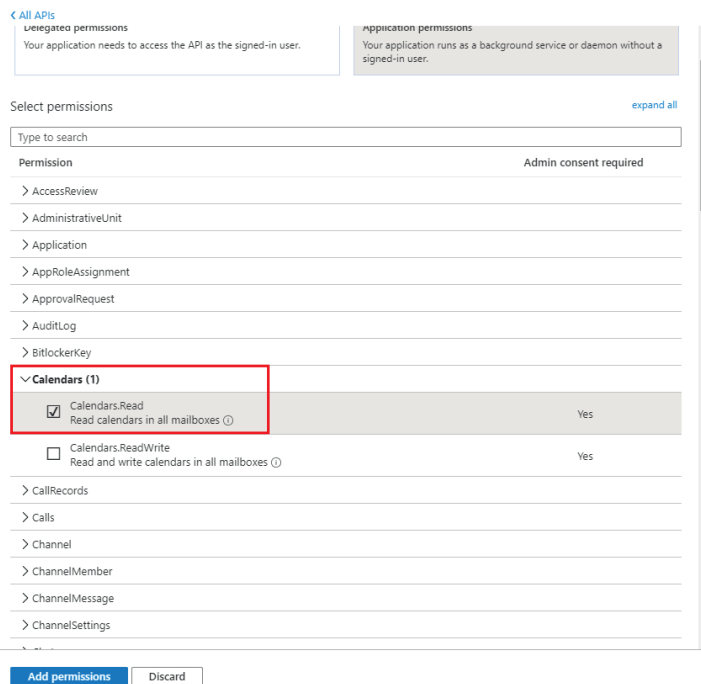 All APIs
Delegated permissions
Application permissions
Your application needs to access the API as the signed-in user.
Your application runs as a background service or daemon without a
signed-in user.
Select permissions
expand all
Type to search
Permission
Admin consent required
AccessReview
AdministrativeUnit
Application
AppRoleAssignment
ApprovalRequest
AuditLog
BitlockerKey
Calendars (1)
Calendars.Read
Read calendars in all mailboxes
Yes
Calendars.ReadWrite
Read and write calendars in all mailboxes
Yes
CallRecords
Calls
Channel
ChannelMember
ChannelMessage
ChannelSettings
Add permissions
Discard